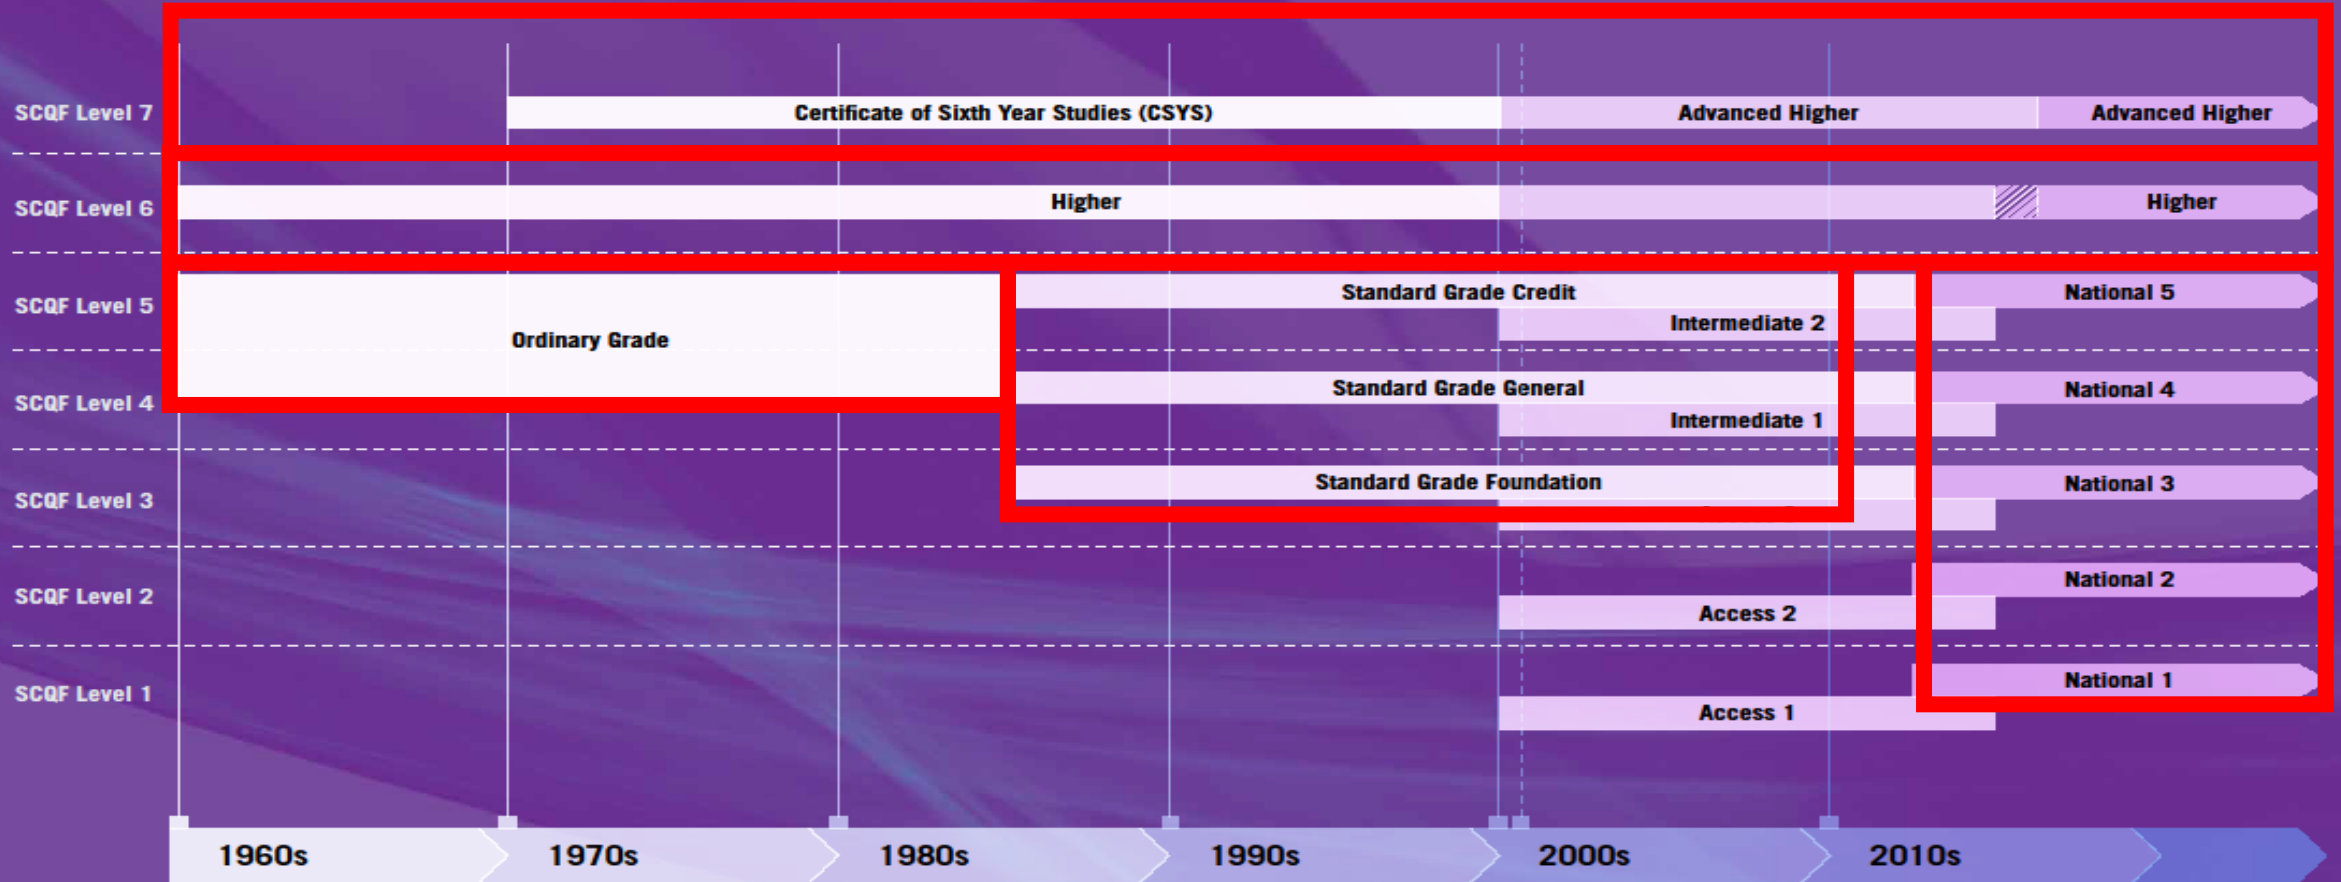 SCQF Level 7
Certificate of Sixth Year Studies (CSYS)
Advanced Higher
Advanced Higher
SCQF Level 6
Higher
Higher
SCQF Level 5
Ordinary Grade
Standard Grade Credit
National 5
Intermediate 2
SCQF Level 4
Standard Grade General
National 4
Intermediate 1
SCQF Level 3
Standard Grade Foundation
National 3
SCQF Level 2
National 2
Access 2
SCQF Level 1
National 1
Access 1
1960s
1970s
1980s
1990s
2000s
2010s